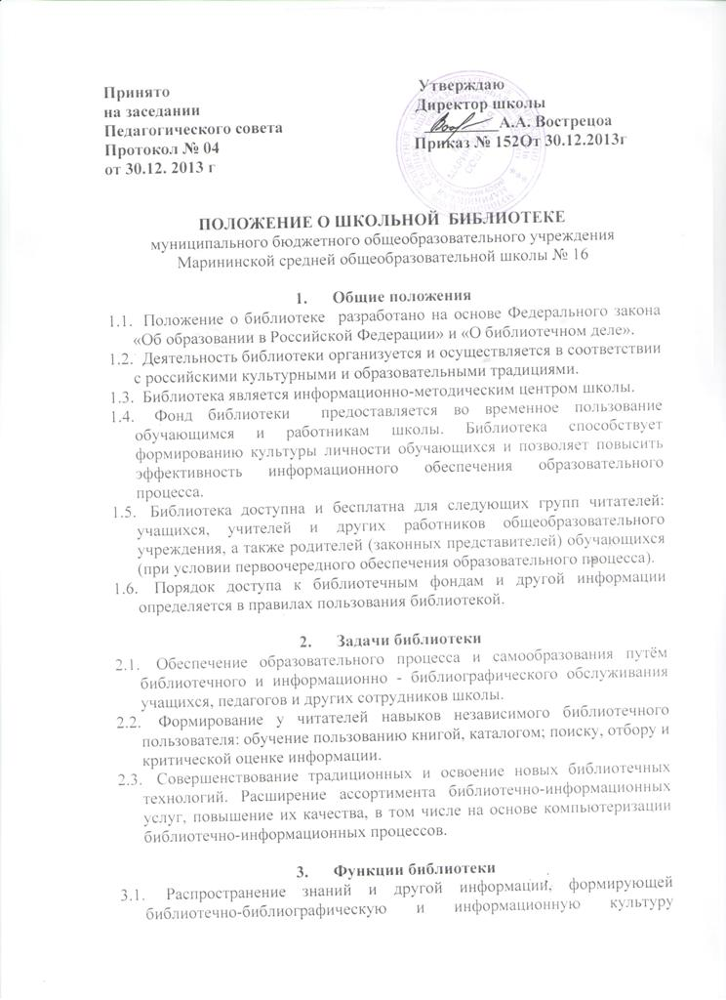 Принято
на заседании
Педагогического совета
Протокол № 04
от 30.12. 2013 г
Утверждаю
Директор школы
А.А. Вострецоа
Приказ № 152От 30.12.2013г
ПОЛОЖЕНИЕ О ШКОЛЬНОЙ БИБЛИОТЕКЕ
муниципального бюджетного общеобразовательного учреждения
Марининской средней общеобразовательной школы № 16
1. Общие положения
1.1. Положение о библиотеке разработано на основе Федерального закона
«Об образовании в Российской Федерации» и «О библиотечном деле».
1.2. Деятельность библиотеки организуется и осуществляется в соответствии
с российскими культурными и образовательными традициями.
1.3. Библиотека является информационно-методическим центром школы.
1.4. Фонд библиотеки предоставляется во временное пользование
обучающимся и работникам школы. Библиотека способствует
формированию культуры личности обучающихся и позволяет повысить
эффективность информационного обеспечения образовательного
процесса.
1.5. Библиотека доступна и бесплатна для следующих групп читателей:
учащихся, учителей и других работников общеобразовательного
учреждения, а также родителей (законных представителей) обучающихся
(при условии первоочередного обеспечения образовательного процесса).
1.6. Порядок доступа к библиотечным фондам и другой информации
определяется в правилах пользования библиотекой.
2. Задачи библиотеки
2.1. Обеспечение образовательного процесса и самообразования путём
библиотечного и информационно - библиографического обслуживания
учащихся, педагогов и других сотрудников школы.
2.2. Формирование у читателей навыков независимого библиотечного
пользователя: обучение пользованию книгой, каталогом; поиску, отбору и
критической оценке информации.
2.3. Совершенствование традиционных и освоение новых библиотечных
технологий. Расширение ассортимента библиотечно-информационных
услуг, повышение их качества, в том числе на основе компьютеризации
библиотечно-информационных процессов.
3. Функции библиотеки
3.1. Распространение знаний и другой информации, формирующей
библиотечно-библиографическую и информационную культуру